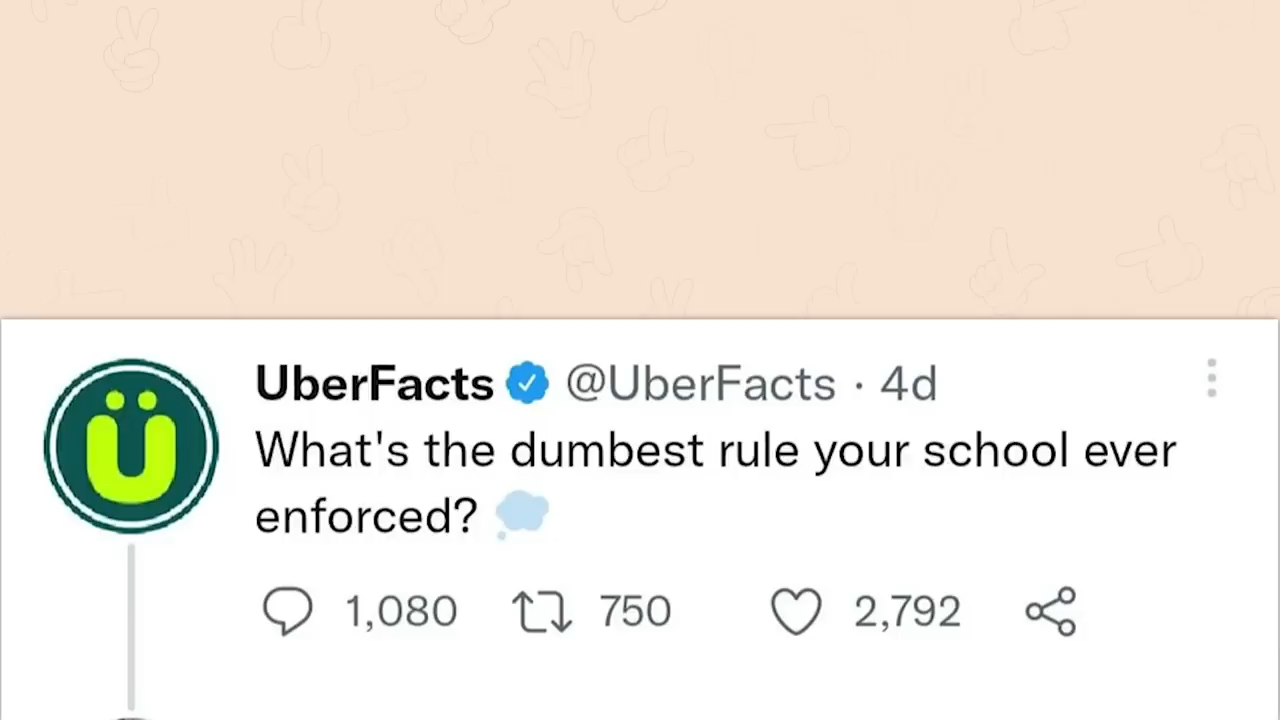 UberFacts @UberFacts · 4d
What's the dumbest rule your school ever
enforced? 💭
1,080 750 2,792